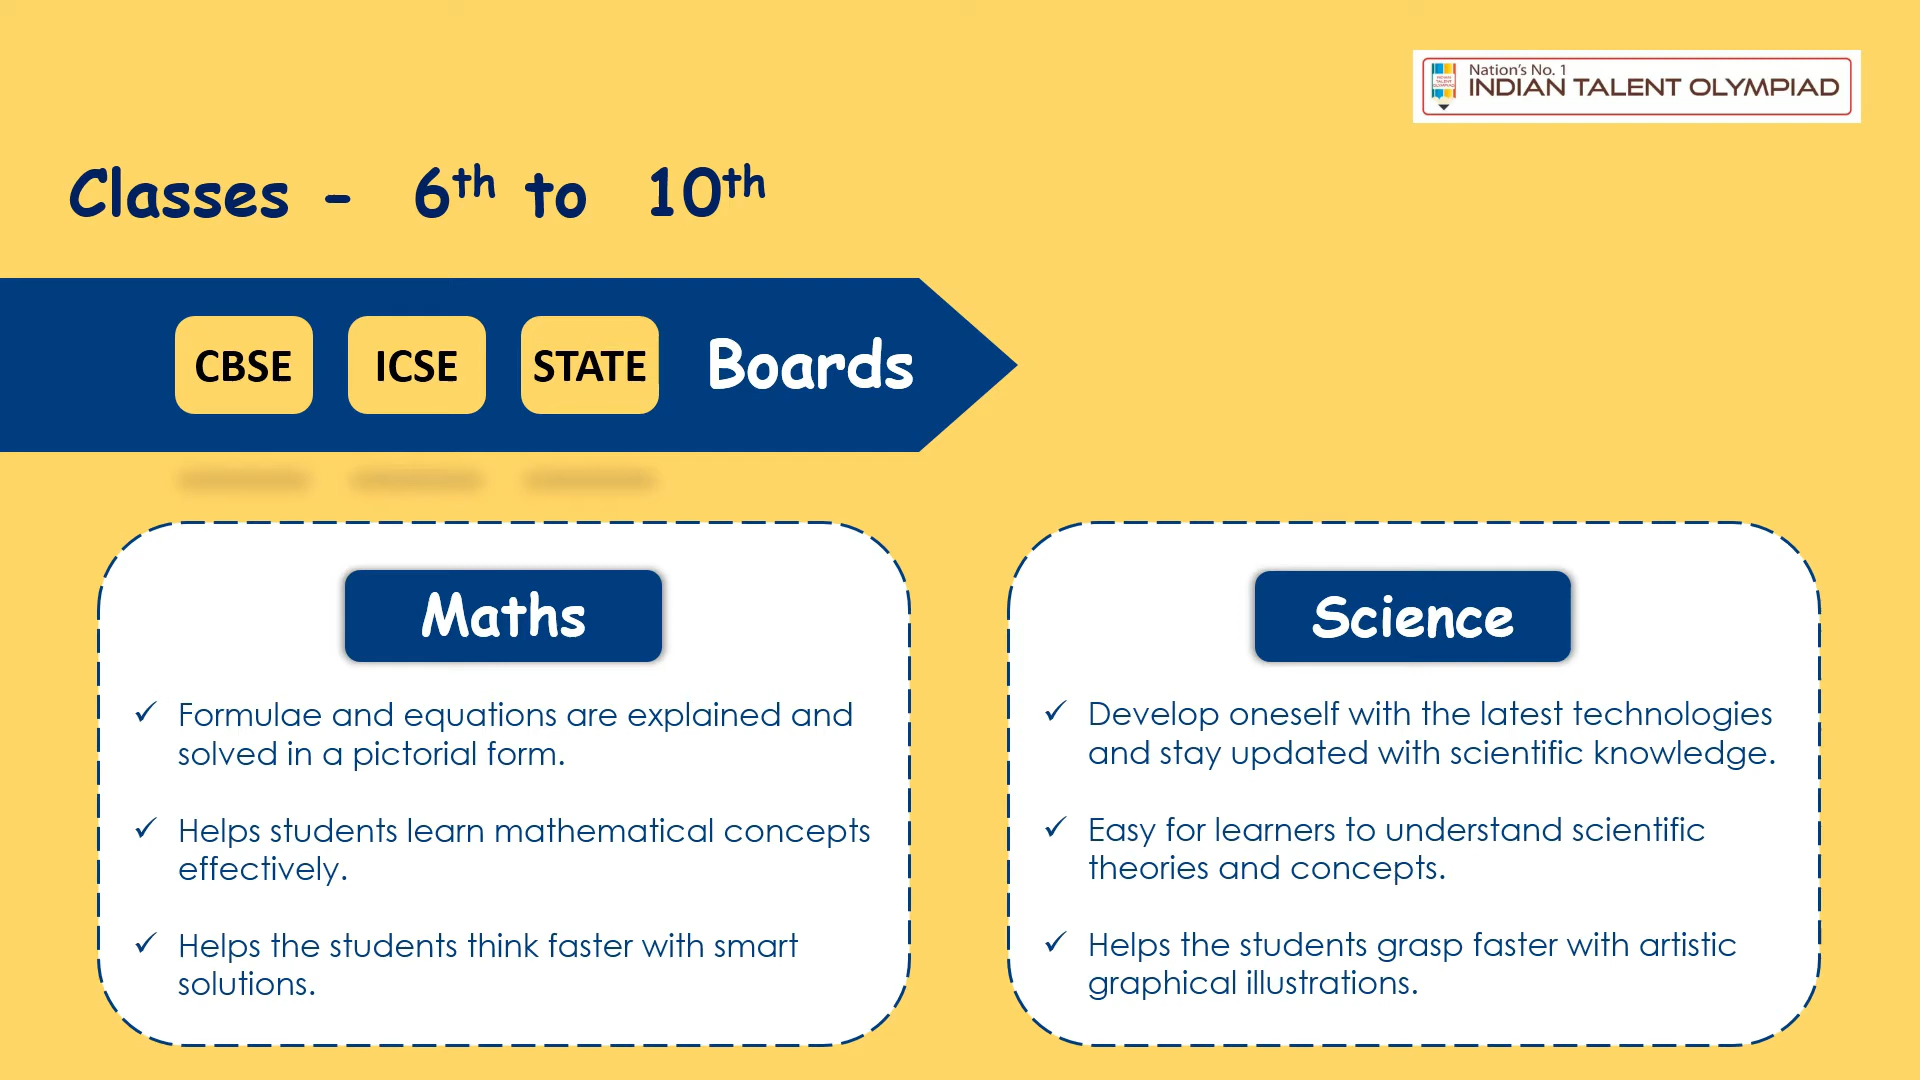 Nation's No. 1
INDIAN TALENT OLYMPIAD
Classes - 6th to 10th
CBSE ICSE STATE Boards
Maths
✓ Formulae and equations are explained and
solved in a pictorial form.
✓ Helps students learn mathematical concepts
effectively.
✓ Helps the students think faster with smart
solutions.
Science
✓ Develop oneself with the latest technologies
and stay updated with scientific knowledge.
✓ Easy for learners to understand scientific
theories and concepts.
✓ Helps the students grasp faster with artistic
graphical illustrations.